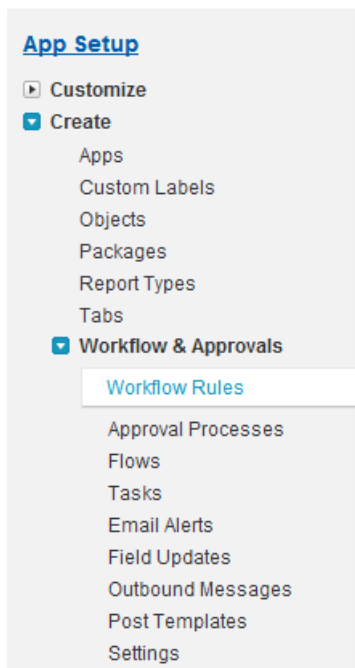 App Setup
Customize
Create
Apps
Custom Labels
Objects
Packages
Report Types
Tabs
Workflow & Approvals
Workflow Rules
Approval Processes
Flows
Tasks
Email Alerts
Field Updates
Outbound Messages
Post Templates
Settings